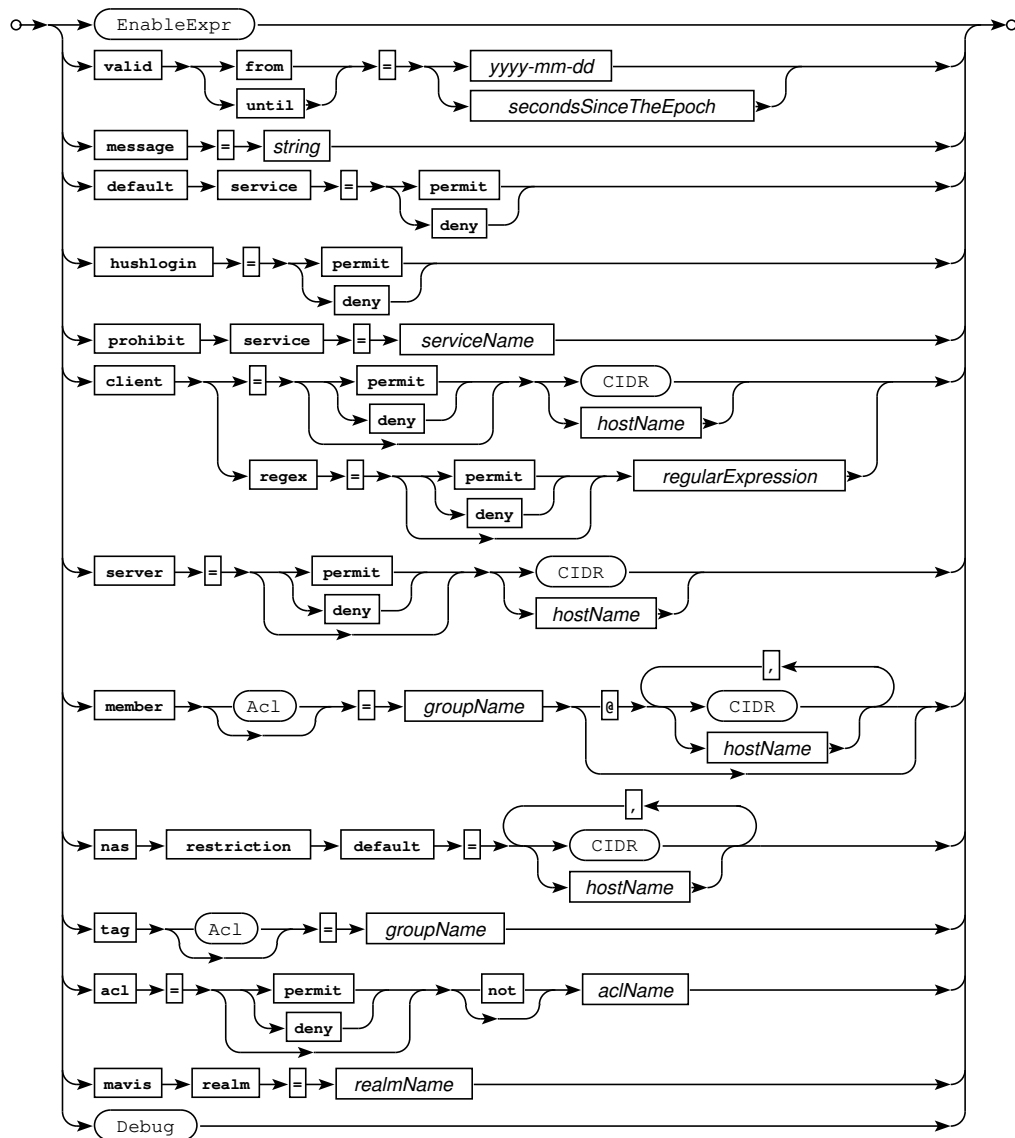 EnableExpr
valid from = yyyy-mm-dd
until secondsSinceTheEpoch
message = string
default service = permit
deny
hushlogin = permit
deny
prohibit service = serviceName
client = permit CIDR
deny hostName
regex = permit regularExpression
deny
server = permit CIDR
deny hostName
,
member Acl = groupName @ CIDR
hostName
,
nas restriction default = CIDR
hostName
tag Acl = groupName
acl = permit not aclName
deny
mavis realm = realmName
Debug